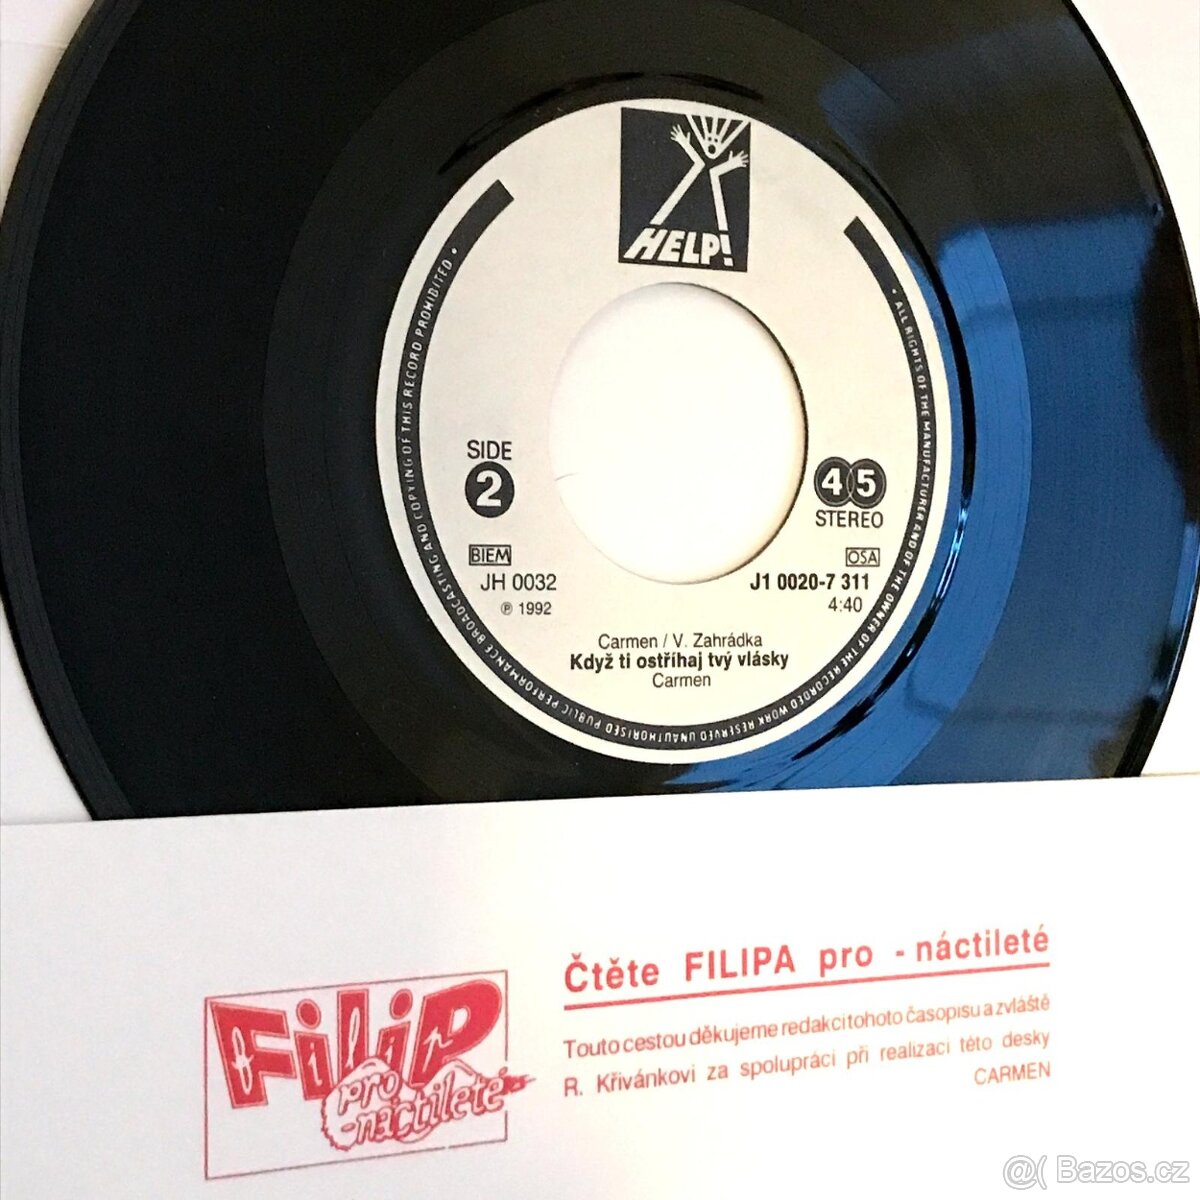 HELP!
SIDE
2
45
STEREO
BIEM
JH 0032
℗ 1992
OSA
J1 0020-7 311
4:40
Carmen / V. Zahrádka
Když ti ostříhaj tvý vlásky
Carmen
• ALL RIGHTS OF THE MANUFACTURER AND OF THE OWNER OF THE RECORDED WORK RESERVED UNAUTHORISED PUBLIC PERFORMANCE BROADCASTING AND COPYING OF THIS RECORD PROHIBITED •
FiliP
pro
-náctileté
Čtěte FILIPA pro - náctileté
Touto cestou děkujeme redakci tohoto časopisu a zvláště
R. Křivánkovi za spolupráci při realizaci této desky
CARMEN
@( Bazos.cz